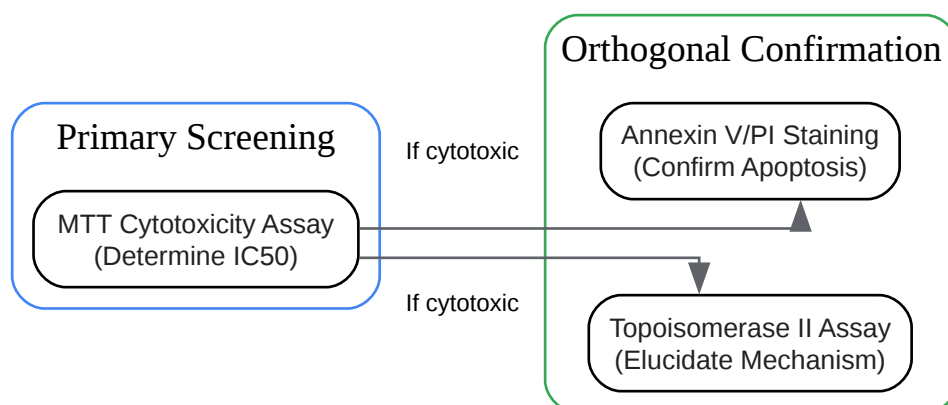 Primary Screening
MTT Cytotoxicity Assay
(Determine IC50)
If cytotoxic
If cytotoxic
Orthogonal Confirmation
Annexin V/PI Staining
(Confirm Apoptosis)
Topoisomerase II Assay
(Elucidate Mechanism)